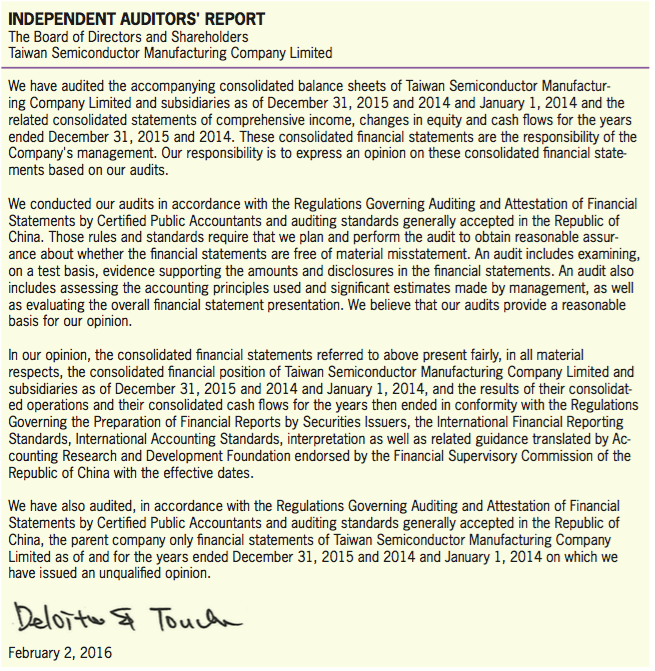 INDEPENDENT AUDITORS' REPORT
The Board of Directors and Shareholders
Taiwan Semiconductor Manufacturing Company Limited
We have audited the accompanying consolidated balance sheets of Taiwan Semiconductor Manufactur-
ing Company Limited and subsidiaries as of December 31, 2015 and 2014 and January 1, 2014 and the
related consolidated statements of comprehensive income, changes in equity and cash flows for the years
ended December 31, 2015 and 2014. These consolidated financial statements are the responsibility of the
Company's management. Our responsibility is to express an opinion on these consolidated financial state-
ments based on our audits.
We conducted our audits in accordance with the Regulations Governing Auditing and Attestation of Financial
Statements by Certified Public Accountants and auditing standards generally accepted in the Republic of
China. Those rules and standards require that we plan and perform the audit to obtain reasonable assur-
ance about whether the financial statements are free of material misstatement. An audit includes examining,
on a test basis, evidence supporting the amounts and disclosures in the financial statements. An audit also
includes assessing the accounting principles used and significant estimates made by management, as well
as evaluating the overall financial statement presentation. We believe that our audits provide a reasonable
basis for our opinion.
In our opinion, the consolidated financial statements referred to above present fairly, in all material
respects, the consolidated financial position of Taiwan Semiconductor Manufacturing Company Limited and
subsidiaries as of December 31, 2015 and 2014 and January 1, 2014, and the results of their consolidat-
ed operations and their consolidated cash flows for the years then ended in conformity with the Regulations
Governing the Preparation of Financial Reports by Securities Issuers, the International Financial Reporting
Standards, International Accounting Standards, interpretation as well as related guidance translated by Ac-
counting Research and Development Foundation endorsed by the Financial Supervisory Commission of the
Republic of China with the effective dates.
We have also audited, in accordance with the Regulations Governing Auditing and Attestation of Financial
Statements by Certified Public Accountants and auditing standards generally accepted in the Republic of
China, the parent company only financial statements of Taiwan Semiconductor Manufacturing Company
Limited as of and for the years ended December 31, 2015 and 2014 and January 1, 2014 on which we
have issued an unqualified opinion.
Deloitte & Touche
February 2, 2016